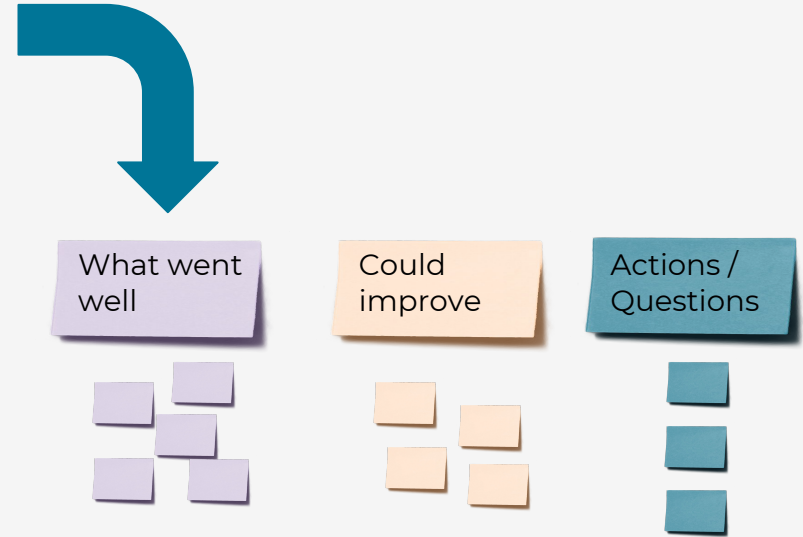 What went
well
Could
improve
Actions /
Questions